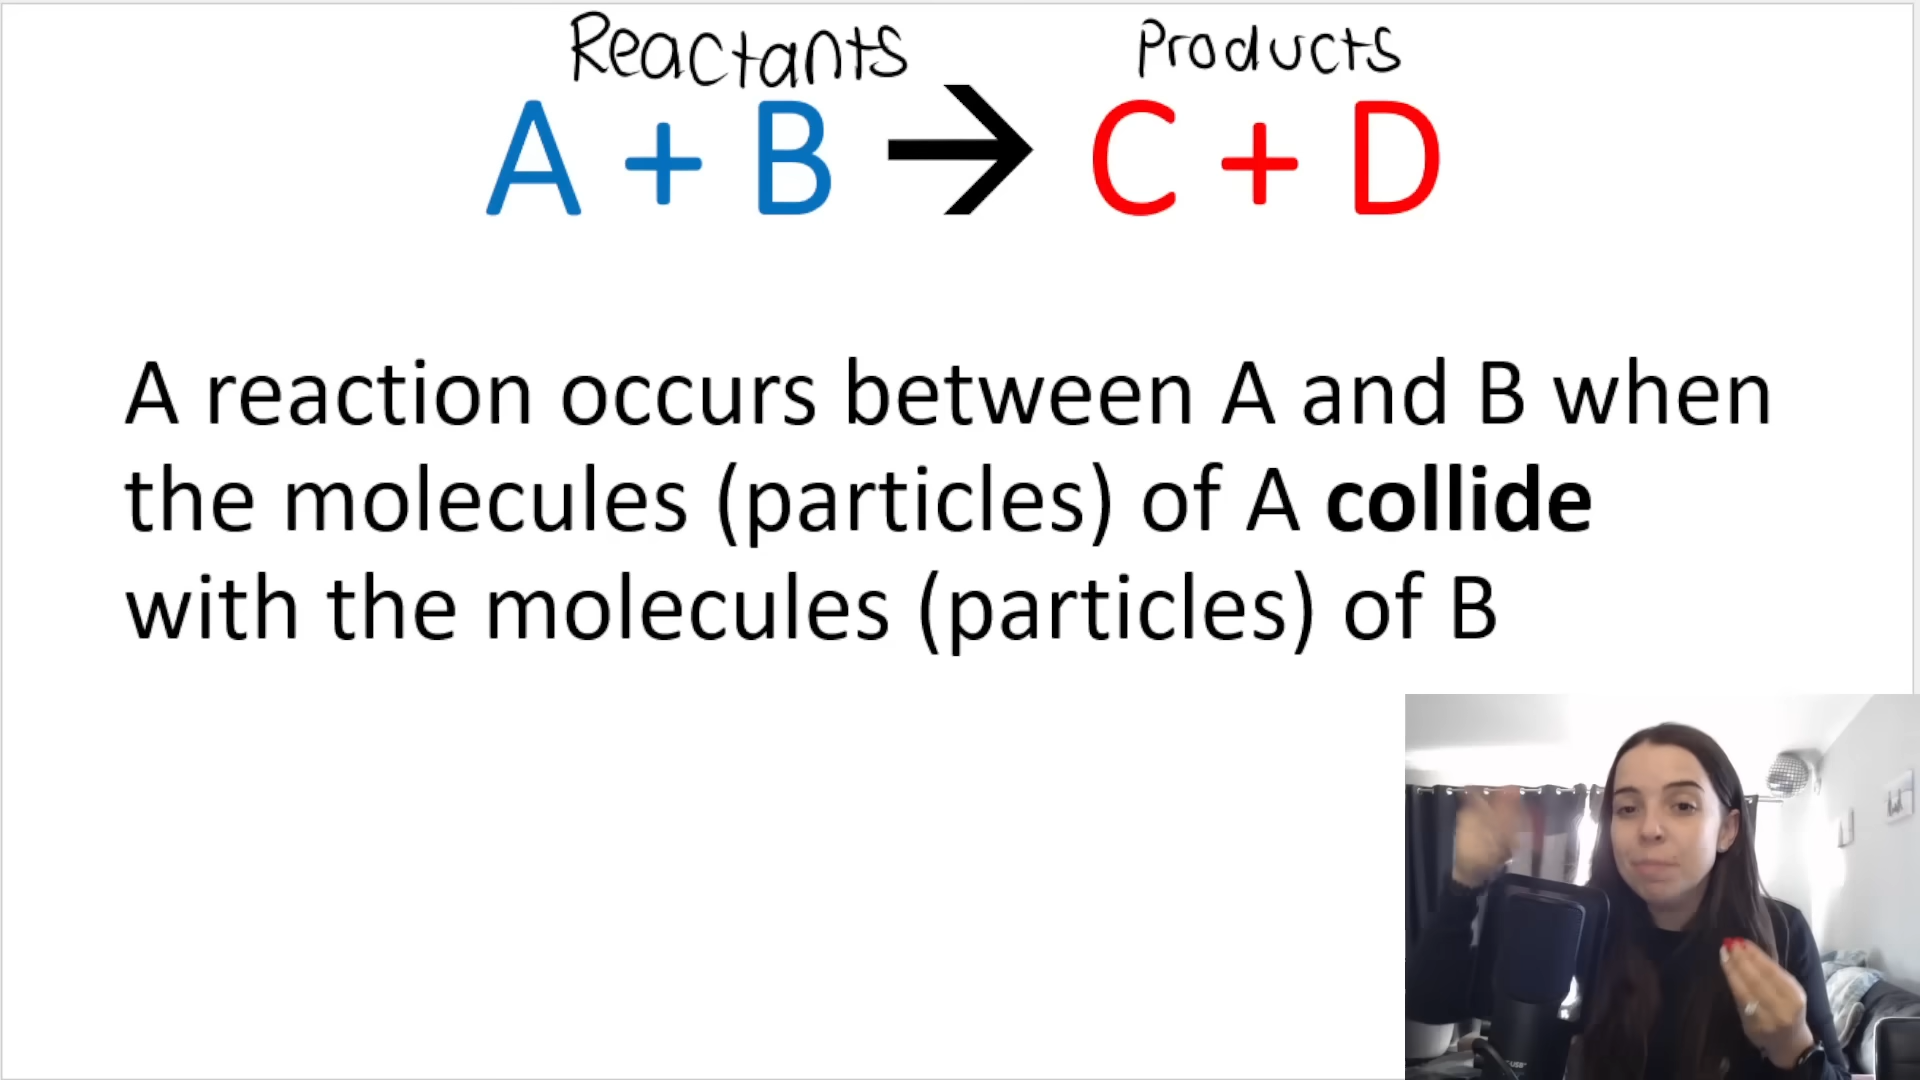 Reactants
Products
A + B → C + D
A reaction occurs between A and B when
the molecules (particles) of A collide
with the molecules (particles) of B